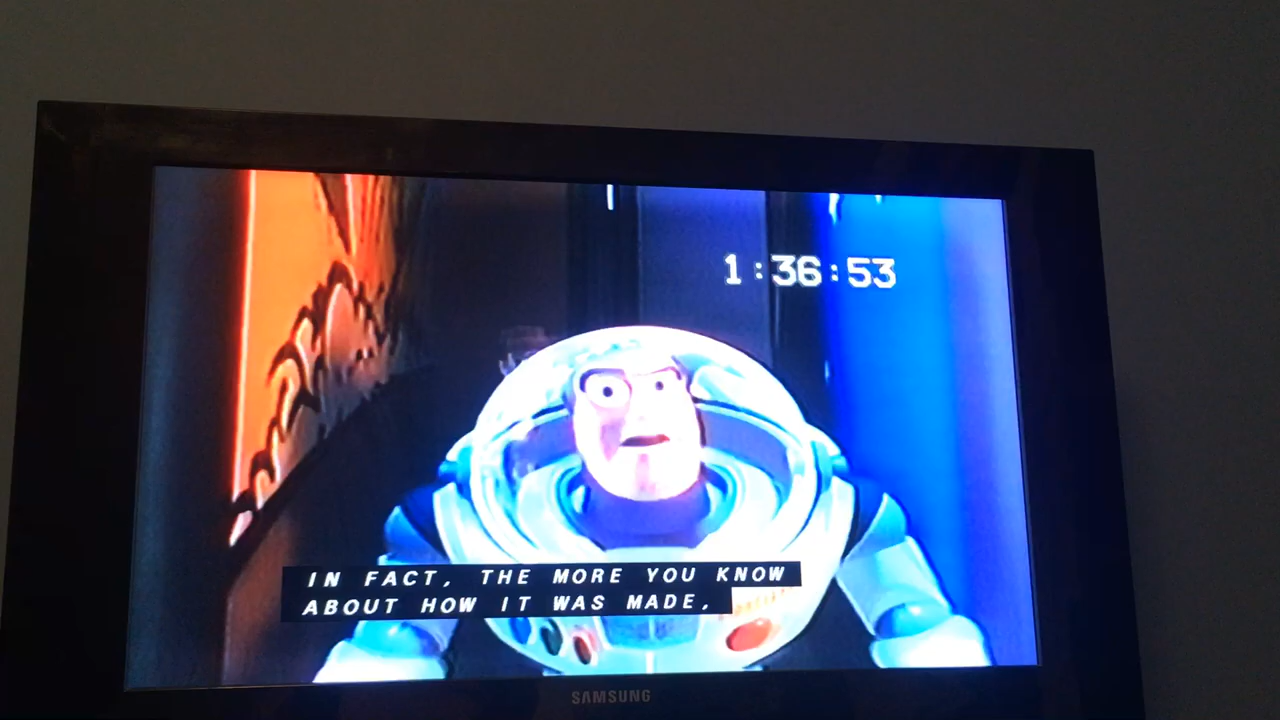 1:36:53
IN FACT, THE MORE YOU KNOW
ABOUT HOW IT WAS MADE,
SAMSUNG